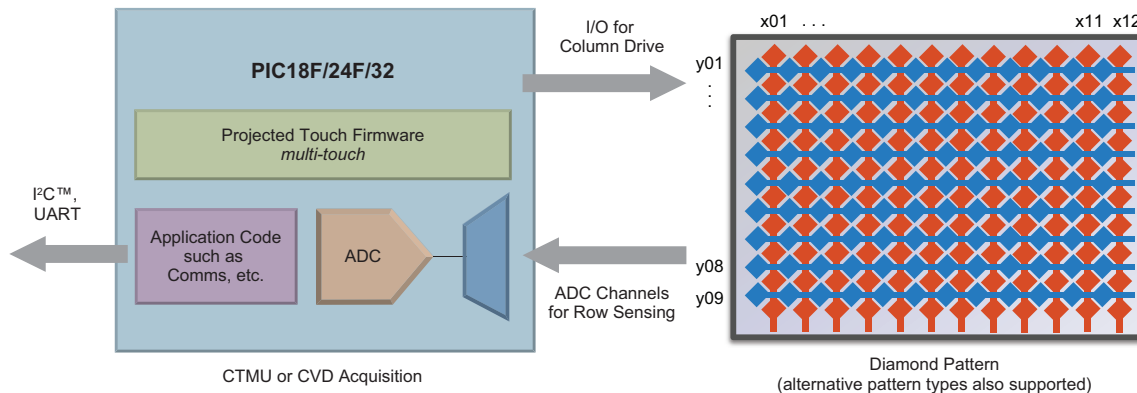 PIC18F/24F/32
Projected Touch Firmware
multi-touch
I²C™,
UART
Application Code
such as
Comms, etc.
ADC
CTMU or CVD Acquisition
I/O for
Column Drive
ADC Channels
for Row Sensing
x01 . . . x11 x12
y01
.
.
.
y08
y09
Diamond Pattern
(alternative pattern types also supported)